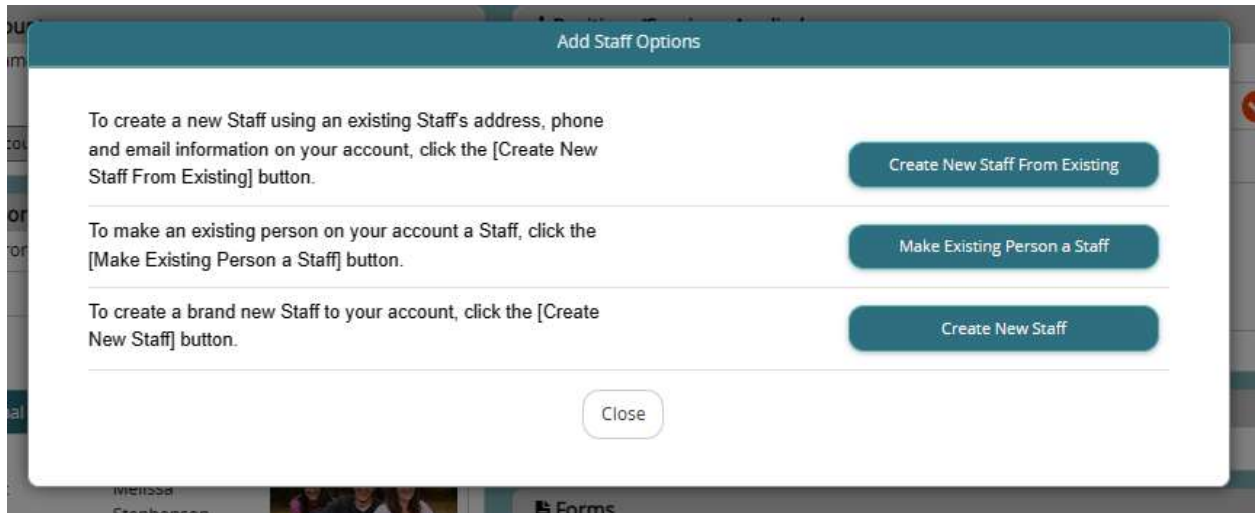 Add Staff Options
To create a new Staff using an existing Staff's address, phone
and email information on your account, click the [Create New
Staff From Existing] button.
Create New Staff From Existing
To make an existing person on your account a Staff, click the
[Make Existing Person a Staff] button.
Make Existing Person a Staff
To create a brand new Staff to your account, click the [Create
New Staff] button.
Create New Staff
Close
Melissa
Forms